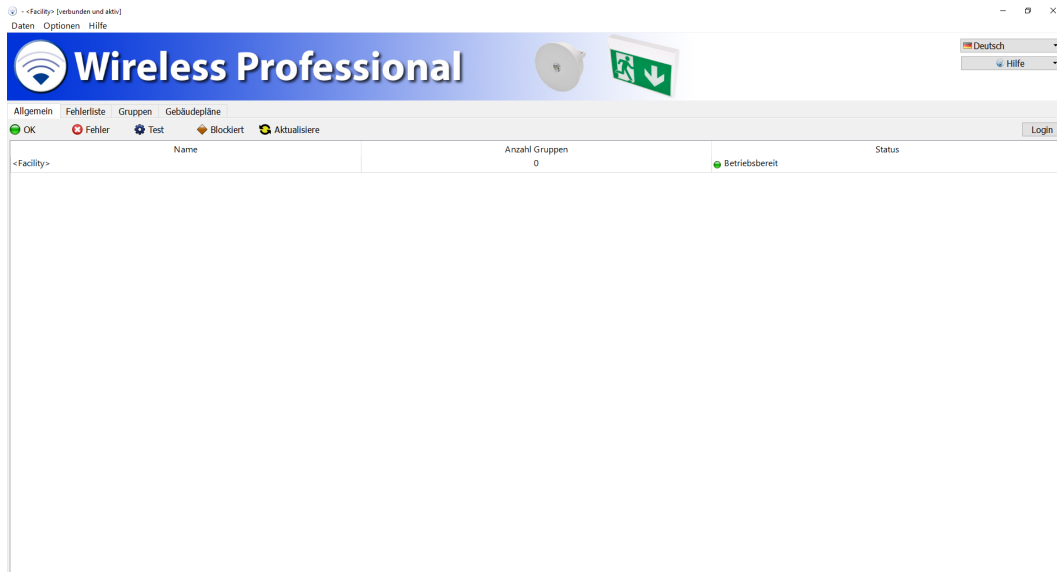 - <Facility> [verbunden und aktiv]
Daten Optionen Hilfe
Wireless Professional
Deutsch
Hilfe
Allgemein Fehlerliste Gruppen Gebäudepläne
OK Fehler Test Blockiert Aktualisiere Login
Name Anzahl Gruppen Status
<Facility> 0 Betriebsbereit